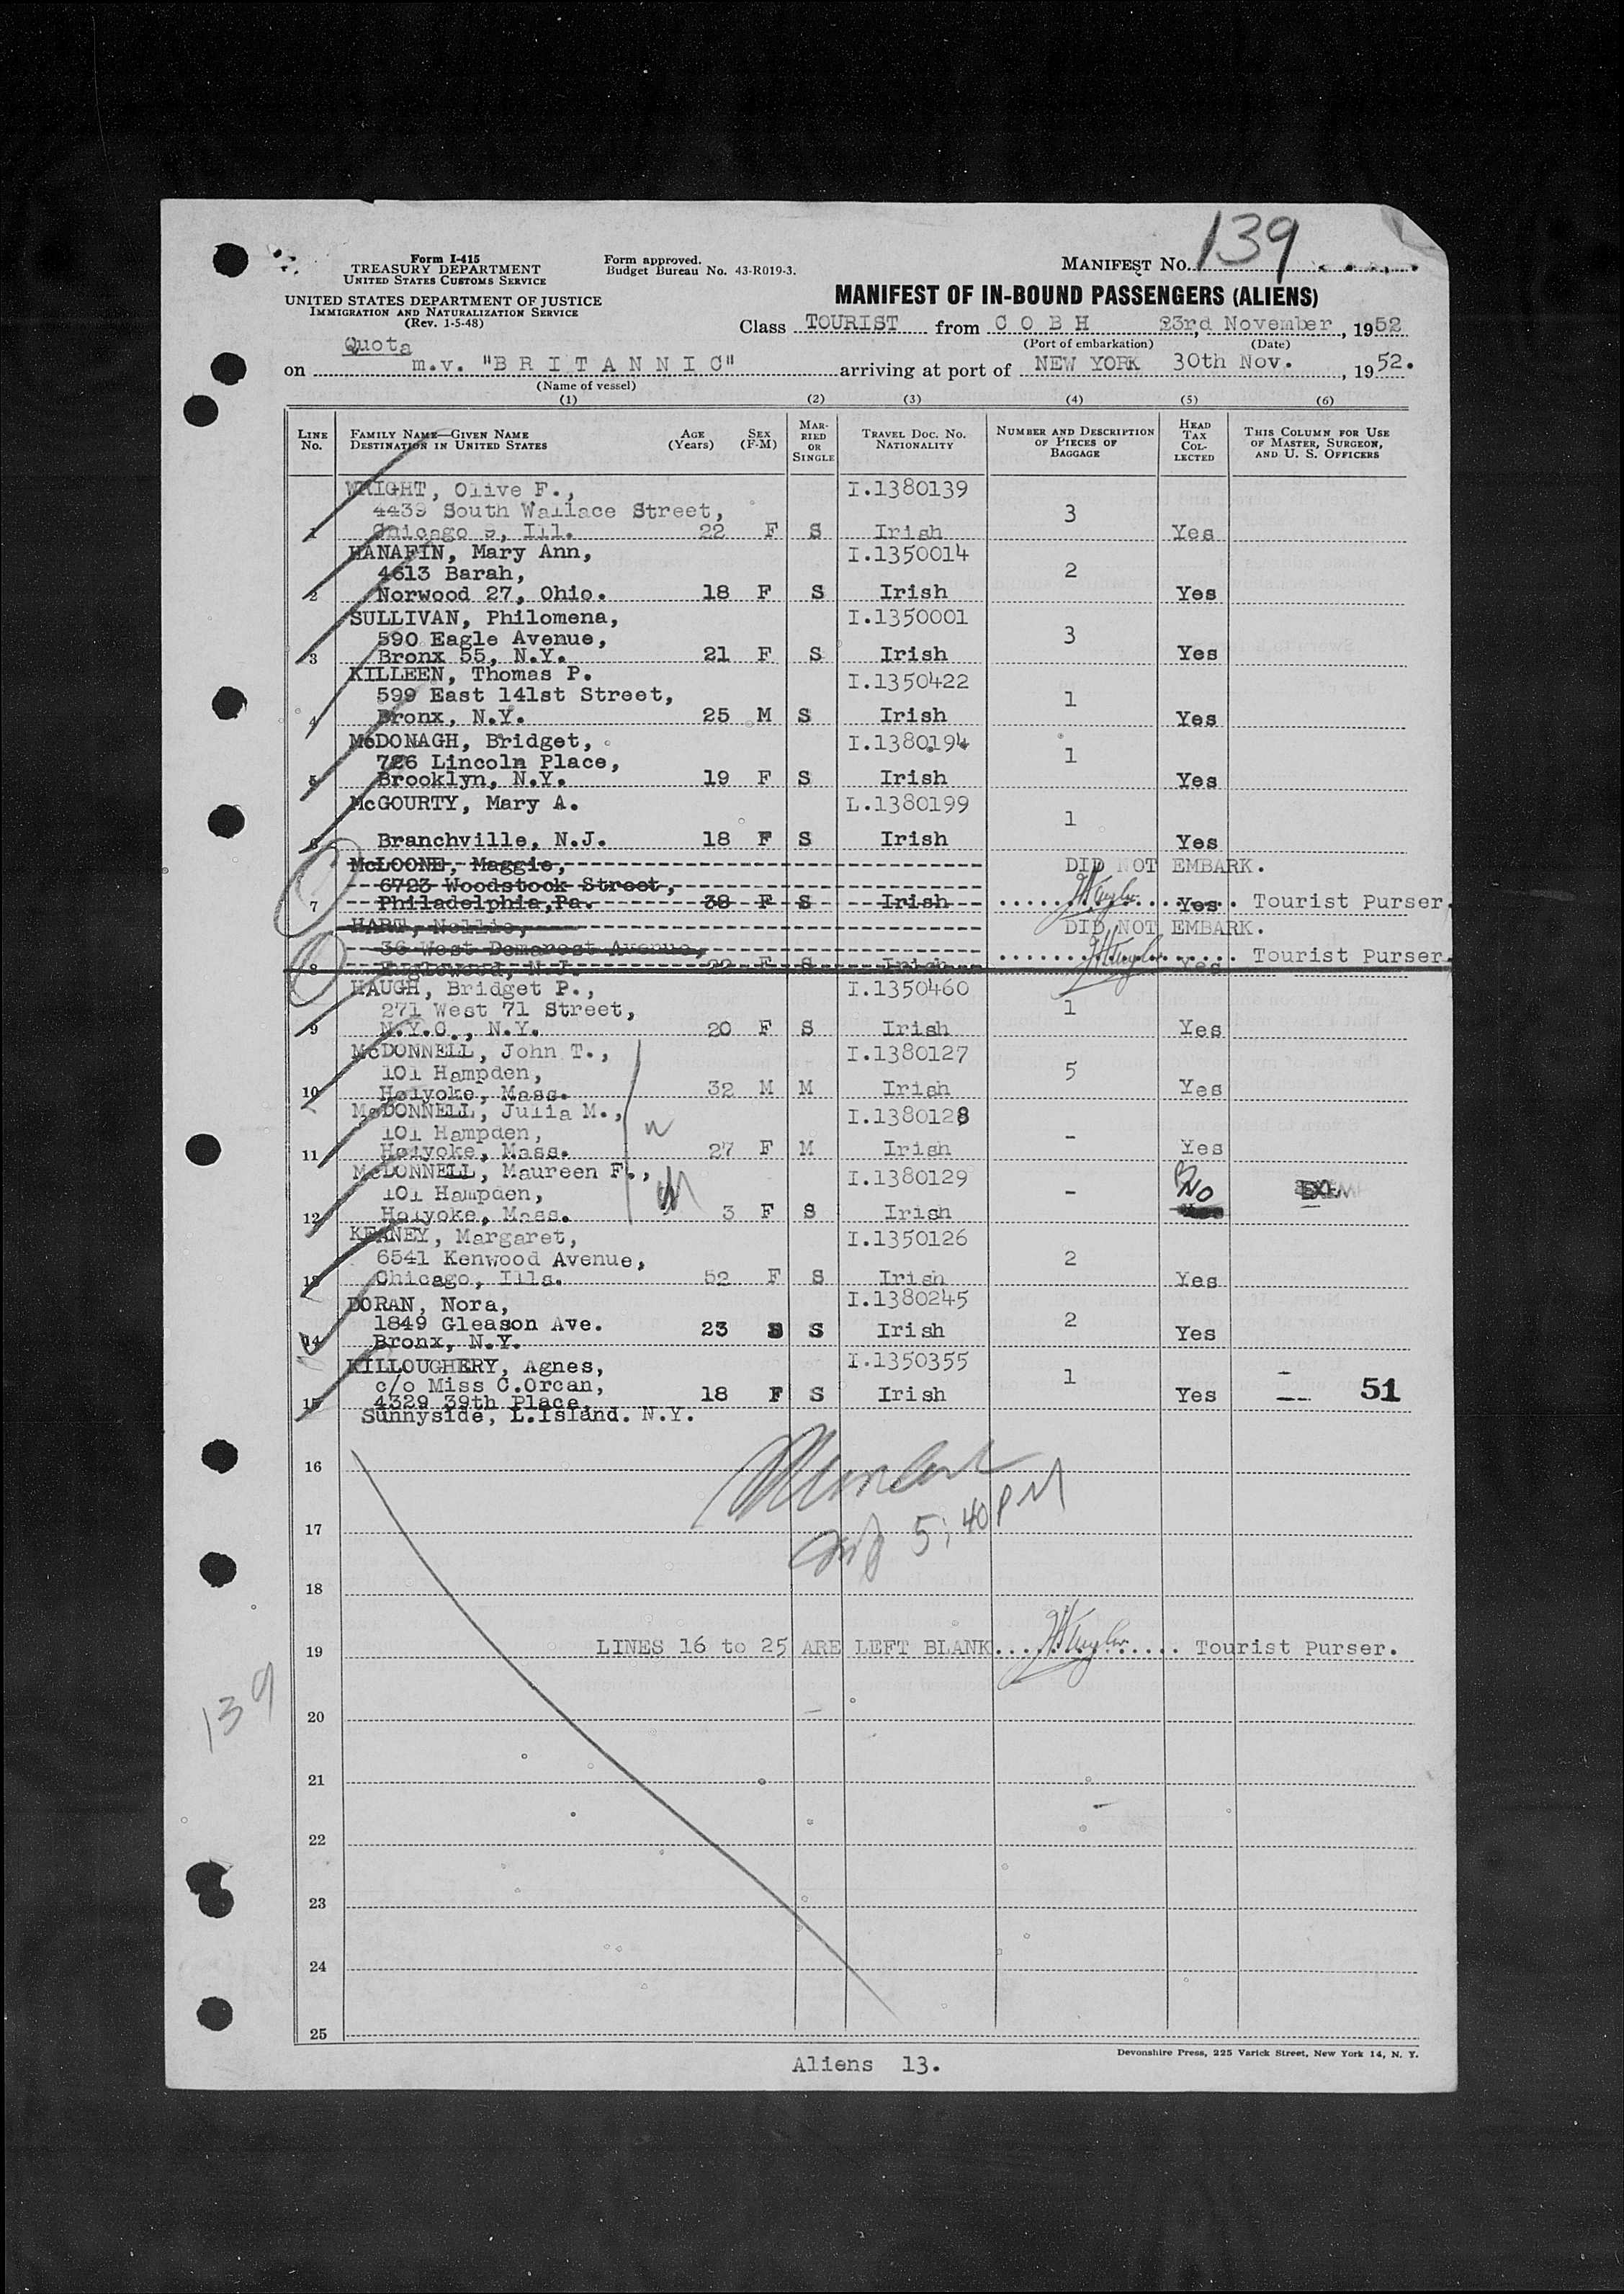 139
Form I-415
TREASURY DEPARTMENT
UNITED STATES CUSTOMS SERVICE
Form approved.
Budget Bureau No. 43-R019-3.
MANIFEST No.
UNITED STATES DEPARTMENT OF JUSTICE
IMMIGRATION AND NATURALIZATION SERVICE
(Rev. 1-5-48)
MANIFEST OF IN-BOUND PASSENGERS (ALIENS)
Class TOURIST from C O B H 23rd November, 1952
(Port of embarkation) (Date)
Quota
on m.v. "B R I T A N N I C" arriving at port of NEW YORK 30th Nov. , 1952.
(Name of vessel)
(1) (2) (3) (4) (5) (6)
LINE No. FAMILY NAME—GIVEN NAME DESTINATION IN UNITED STATES AGE (Years) SEX (F-M) MARRIED OR SINGLE TRAVEL DOC. NO. NATIONALITY NUMBER AND DESCRIPTION OF PIECES OF BAGGAGE HEAD TAX COLLECTED THIS COLUMN FOR USE OF MASTER, SURGEON, AND U. S. OFFICERS
WRIGHT, Olive F., I.1380139
4439 South Wallace Street, 3
1 Chicago 9, Ill. 22 F S Irish Yes
HANAFIN, Mary Ann, I.1350014
4613 Barah, 2
2 Norwood 27, Ohio. 18 F S Irish Yes
SULLIVAN, Philomena, I.1350001
590 Eagle Avenue, 3
3 Bronx 55, N.Y. 21 F S Irish Yes
KILLEEN, Thomas P. I.1350422
599 East 141st Street, 1
4 Bronx, N.Y. 25 M S Irish Yes
McDONAGH, Bridget, I.1380194
726 Lincoln Place, 1
5 Brooklyn, N.Y. 19 F S Irish Yes
McGOURTY, Mary A. L.1380199
1
6 Branchville, N.J. 18 F S Irish Yes
McLOONE, Maggie, DID NOT EMBARK.
6723 Woodstock Street,
7 Philadelphia, Pa. 38 F S Irish Yes Tourist Purser.
HART, Nellie, DID NOT EMBARK.
36 West Demarest Avenue,
8 Englewood, N.J. 22 F S Irish Yes Tourist Purser.
HAUGH, Bridget P., I.1350460
271 West 71 Street, 1
9 N.Y.C., N.Y. 20 F S Irish Yes
McDONNELL, John T., I.1380127
101 Hampden, 5
10 Holyoke, Mass. 32 M M Irish Yes
McDONNELL, Julia M., I.1380128
101 Hampden, -
11 Holyoke, Mass. 27 F M Irish Yes
McDONNELL, Maureen F., I.1380129
101 Hampden, - NO
12 Holyoke, Mass. 3 F S Irish
KEANEY, Margaret, I.1350126
6541 Kenwood Avenue, 2
13 Chicago, Ills. 52 F S Irish Yes
DORAN, Nora, I.1380245
1849 Gleason Ave. 23 S S Irish 2 Yes
14 Bronx, N.Y.
KILLOUGHERY, Agnes, I.1350355
c/o Miss C.Orcan, 18 F S Irish 1 Yes 51
15 4329 39th Place,
Sunnyside, L.Island. N.Y.
16
5:40 PM
17
18
19 LINES 16 to 25 ARE LEFT BLANK Tourist Purser.
139
20
21
22
23
24
25
Devonshire Press, 225 Varick Street, New York 14, N. Y.
Aliens 13.